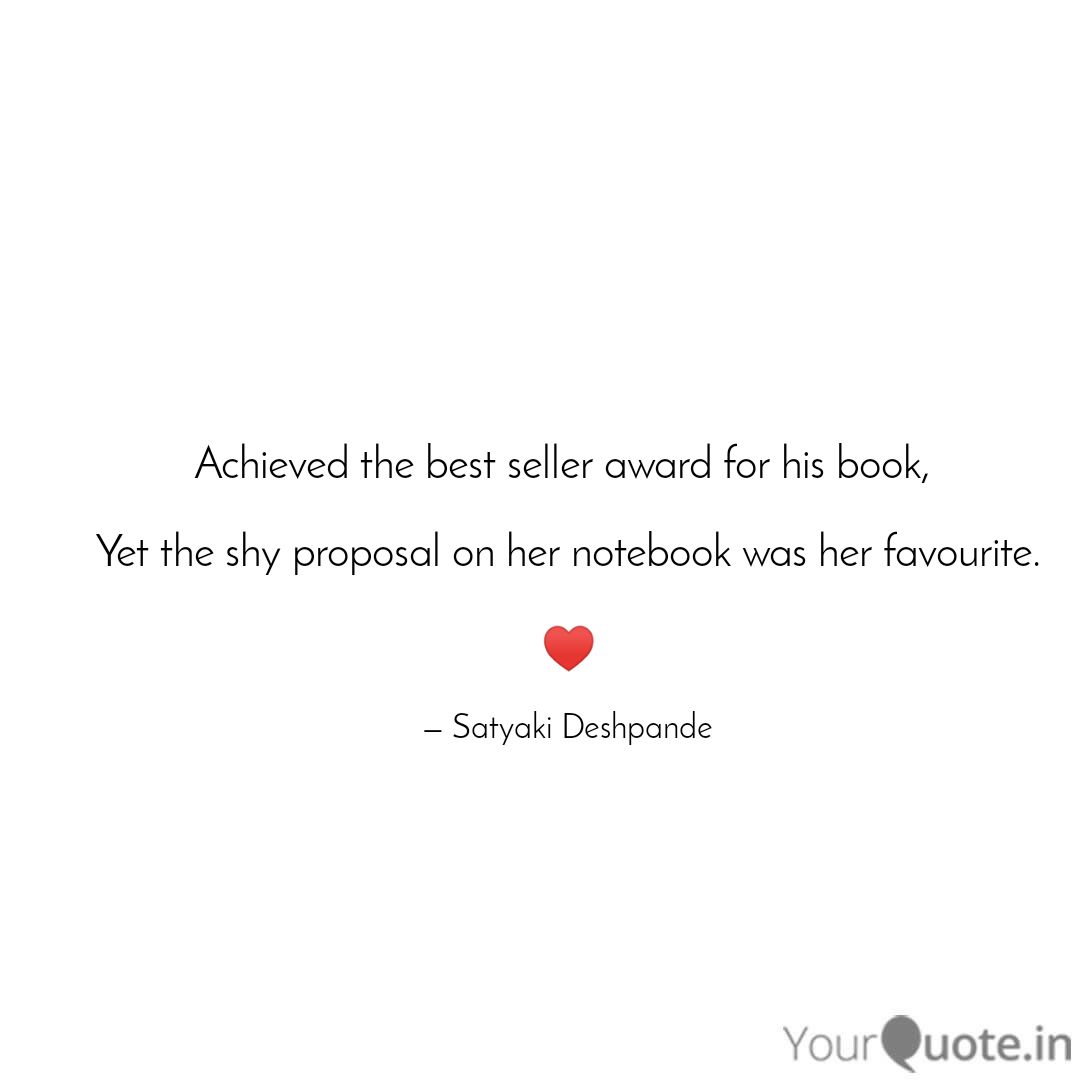 Achieved the best seller award for his book,
Yet the shy proposal on her notebook was her favourite.
♥️
– Satyaki Deshpande
YourQuote.in